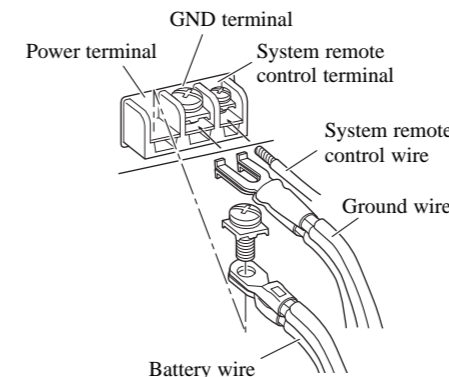 GND terminal
Power terminal
System remote
control terminal
System remote
control wire
Ground wire
Battery wire